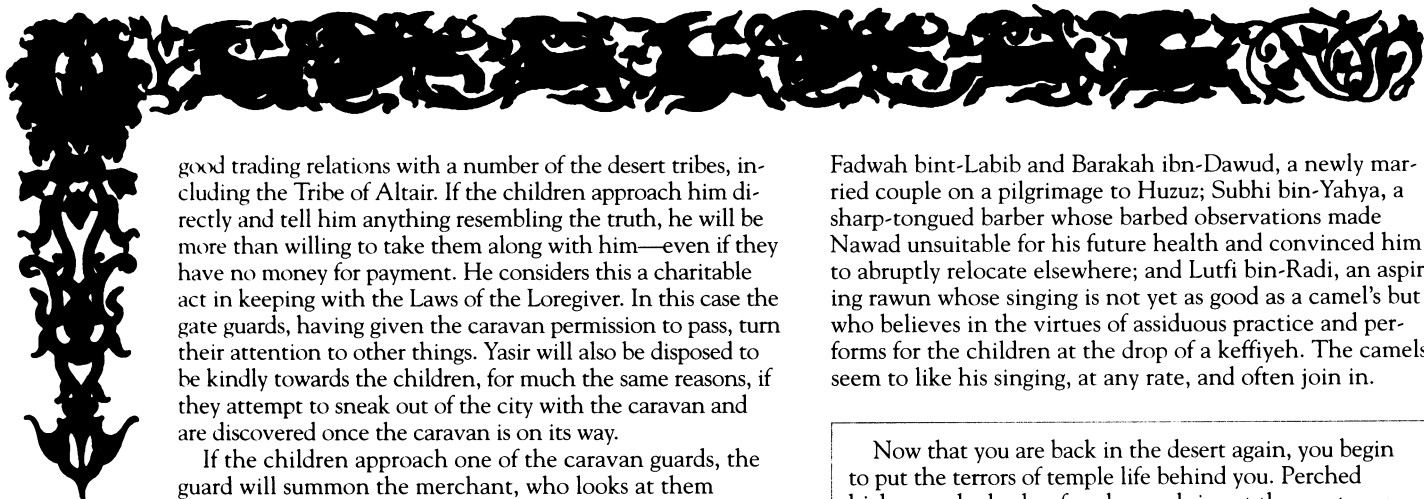 good trading relations with a number of the desert tribes, in-
cluding the Tribe of Altair. If the children approach him di-
rectly and tell him anything resembling the truth, he will be
more than willing to take them along with him—even if they
have no money for payment. He considers this a charitable
act in keeping with the Laws of the Loregiver. In this case the
gate guards, having given the caravan permission to pass, turn
their attention to other things. Yasir will also be disposed to
be kindly towards the children, for much the same reasons, if
they attempt to sneak out of the city with the caravan and
are discovered once the caravan is on its way.
If the children approach one of the caravan guards, the
guard will summon the merchant, who looks at them
Fadwah bint-Labib and Barakah ibn-Dawud, a newly mar-
ried couple on a pilgrimage to Huzuz; Subhi bin-Yahya, a
sharp-tongued barber whose barbed observations made
Nawad unsuitable for his future health and convinced him
to abruptly relocate elsewhere; and Lutfi bin-Radi, an aspir
ing rawun whose singing is not yet as good as a camel's but
who believes in the virtues of assiduous practice and per-
forms for the children at the drop of a keffiyeh. The camels
seem to like his singing, at any rate, and often join in.
Now that you are back in the desert again, you begin
to put the terrors of temple life behind you. Perched